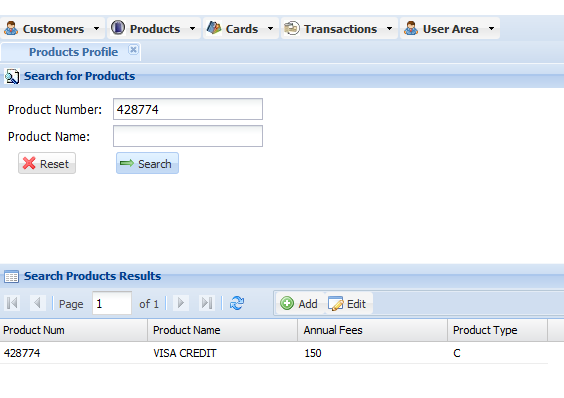 Customers Products Cards Transactions User Area
Products Profile
Search for Products
Product Number: 428774
Product Name:
Reset Search
Search Products Results
Page 1 of 1 Add Edit
Product Num Product Name Annual Fees Product Type
428774 VISA CREDIT 150 C